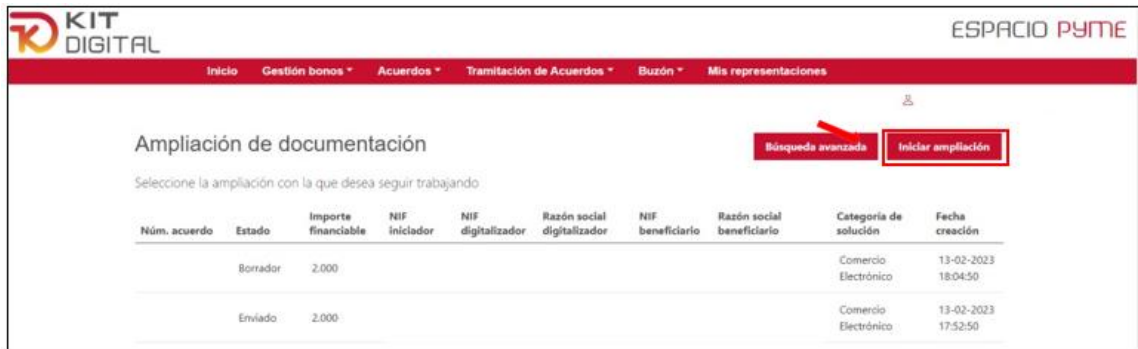 KIT
DIGITAL
ESPACIO PYME
Inicio Gestión bonos Acuerdos Tramitación de Acuerdos Buzón Mis representaciones
Ampliación de documentación
Búsqueda avanzada Iniciar ampliación
Seleccione la ampliación con la que desea seguir trabajando
Núm. acuerdo Estado Importe financiable NIF iniciador NIF digitalizador Razón social digitalizador NIF beneficiario Razón social beneficiario Categoría de solución Fecha creación
Borrador 2.000 Comercio Electrónico 13-02-2023 18:04:50
Enviado 2.000 Comercio Electrónico 13-02-2023 17:52:50